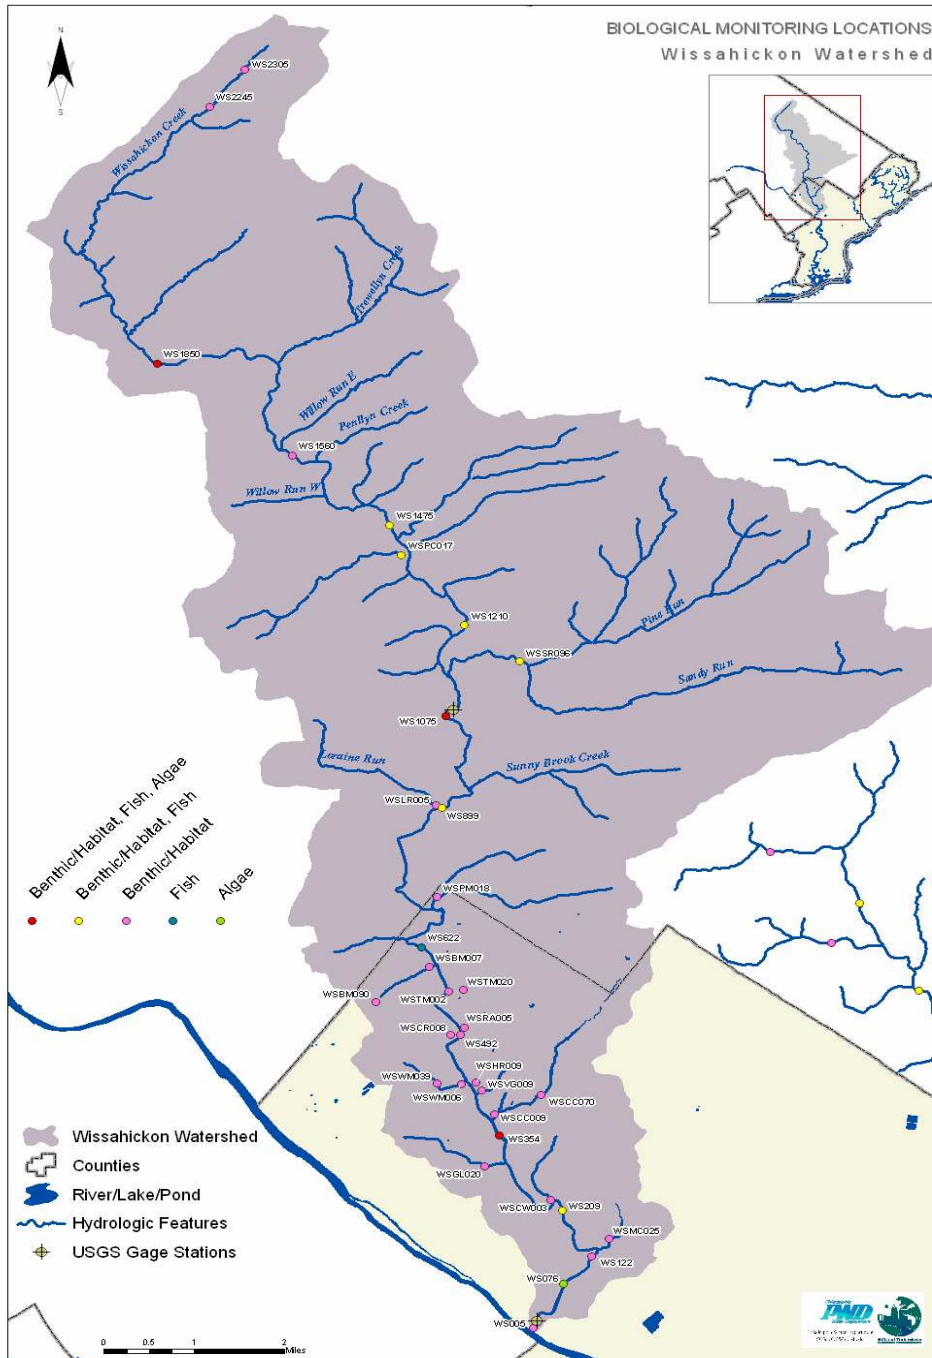 BIOLOGICAL MONITORING LOCATIONS
Wissahickon Watershed
N
S
WS2305
WS2245
Wissahickon Creek
Trewellyn Creek
WS1850
Willow Run E
Penllyn Creek
WS1560
Willow Run W
WS1475
WSPC017
WS1210
Pine Run
WSSR096
Sandy Run
WS1075
Loraine Run
Sunny Brook Creek
WSLR005
WS899
Benthic/Habitat, Fish, Algae
Benthic/Habitat, Fish
Benthic/Habitat
Fish
Algae
WSPM018
WS622
WSBM007
WSBM090
WSTM020
WSTM002
WSRA005
WSCR008
WS492
WSHR009
WSWM039
WSVG009
WSWM006
WSCC070
WSCC009
WS354
WSGL020
WSCW003
WS209
WSMC025
WS122
WS076
WS005
Wissahickon Watershed
Counties
River/Lake/Pond
Hydrologic Features
USGS Gage Stations
0 0.5 1 2
Miles
PWD